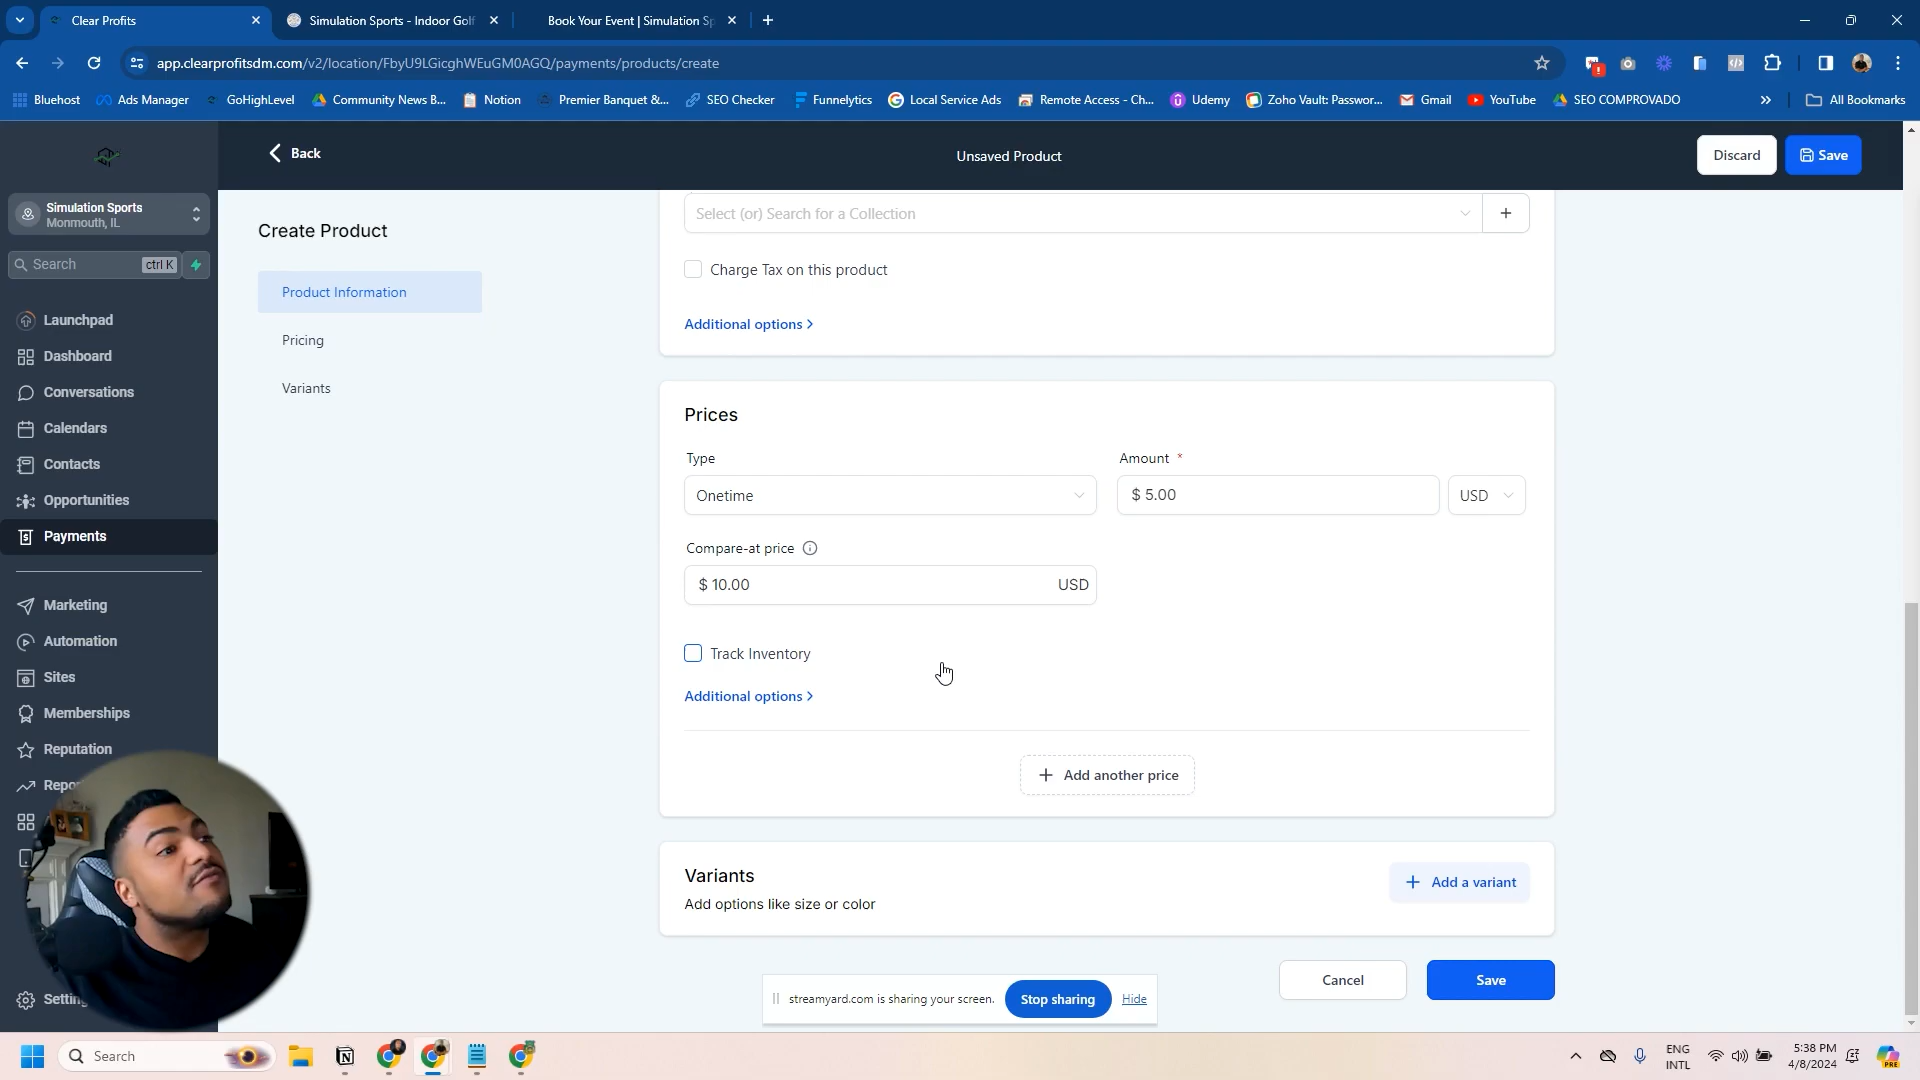 Clear Profits
Simulation Sports - Indoor Golf
Book Your Event | Simulation Sp
app.clearprofitsdm.com/v2/location/FbyU9LGicghWEuGM0AGQ/payments/products/create
Bluehost
Ads Manager
GoHighLevel
Community News B...
Notion
Premier Banquet &...
SEO Checker
Funnelytics
Local Service Ads
Remote Access - Ch...
Udemy
Zoho Vault: Passwor...
Gmail
YouTube
SEO COMPROVADO
All Bookmarks
Back
Unsaved Product
Discard
Save
Simulation Sports
Monmouth, IL
Search
ctrl K
Launchpad
Dashboard
Conversations
Calendars
Contacts
Opportunities
Payments
Marketing
Automation
Sites
Memberships
Reputation
Repo
Setting
Create Product
Product Information
Pricing
Variants
Select (or) Search for a Collection
Charge Tax on this product
Additional options >
Prices
Type
Amount *
Onetime
$ 5.00
USD
Compare-at price
$ 10.00
USD
Track Inventory
Additional options >
+ Add another price
Variants
Add options like size or color
+ Add a variant
Cancel
Save
streamyard.com is sharing your screen.
Stop sharing
Hide
Search
ENG
INTL
5:38 PM
4/8/2024
PRE